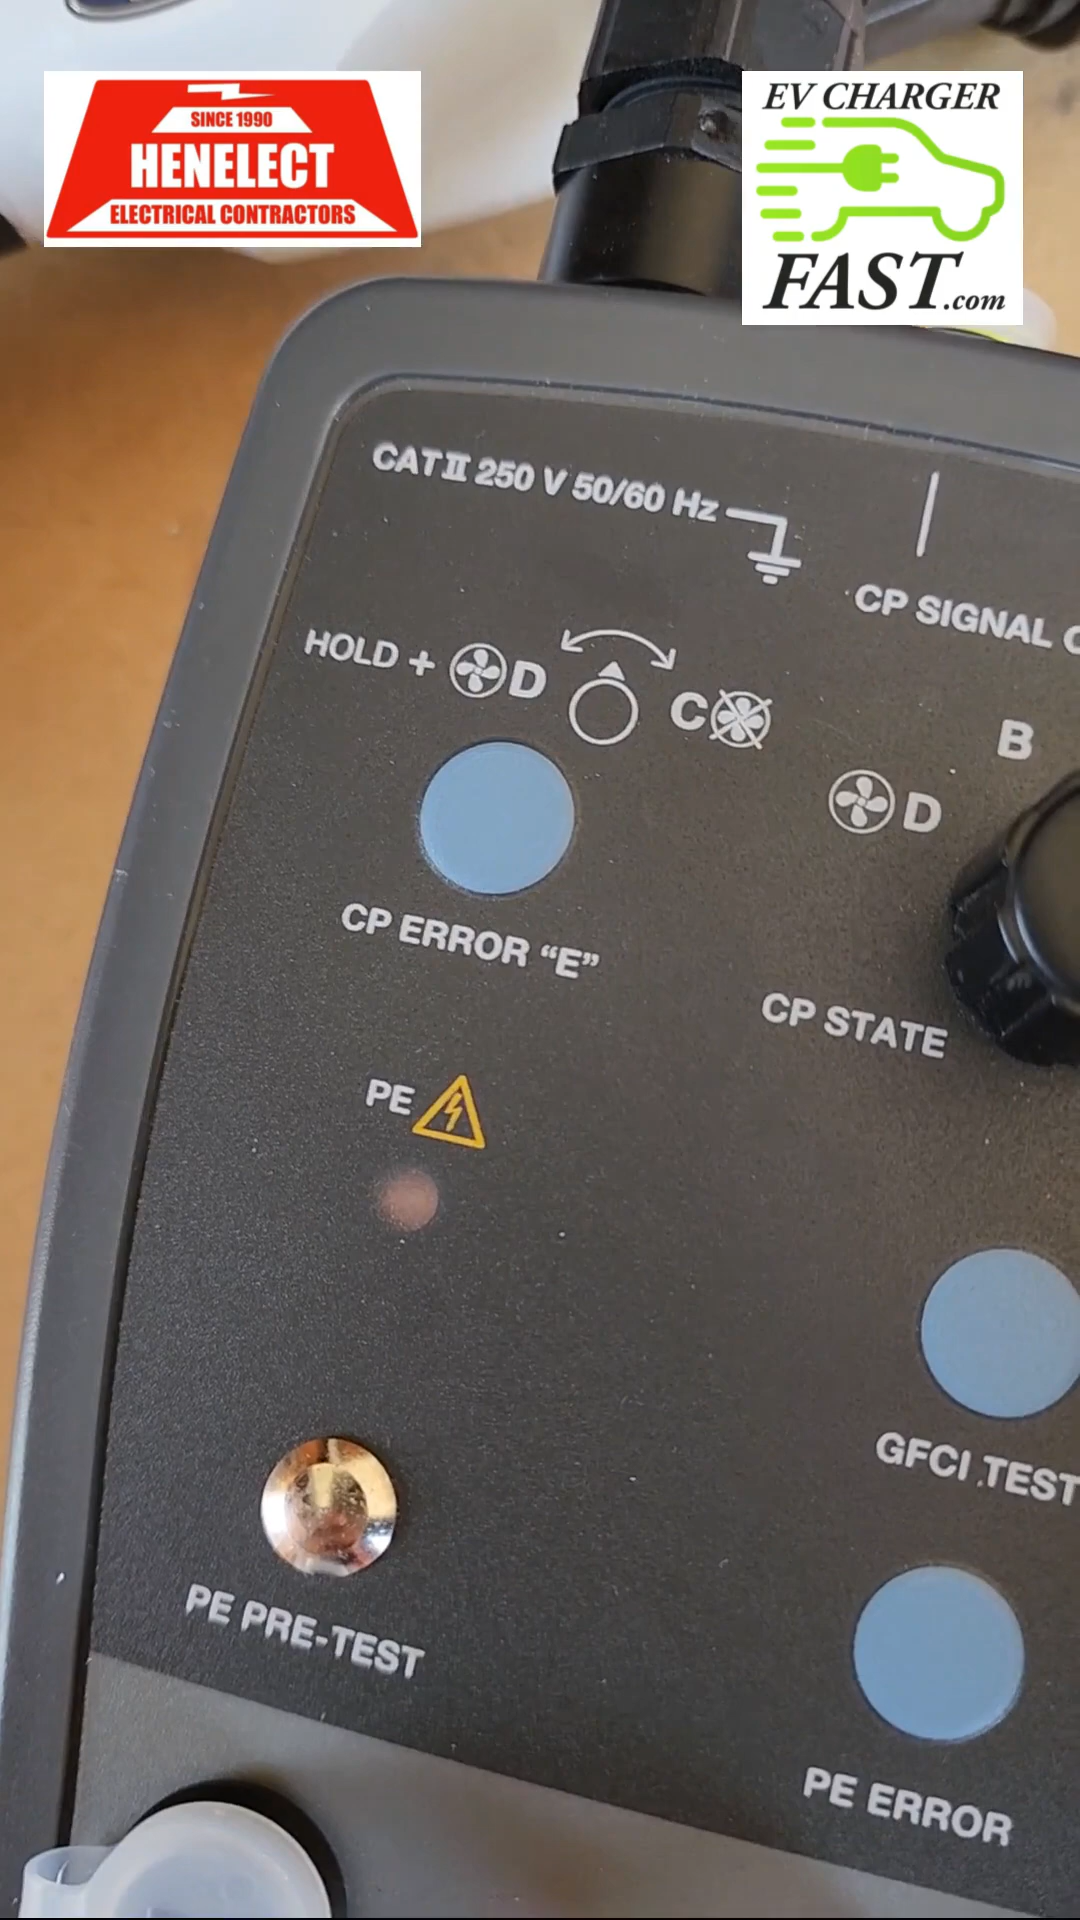 SINCE 1990
HENELECT
ELECTRICAL CONTRACTORS
EV CHARGER
FAST.com
CAT II 250 V 50/60 Hz
CP SIGNAL
HOLD + D
C
B
D
CP ERROR “E”
CP STATE
PE
GFCI TEST
PE PRE-TEST
PE ERROR